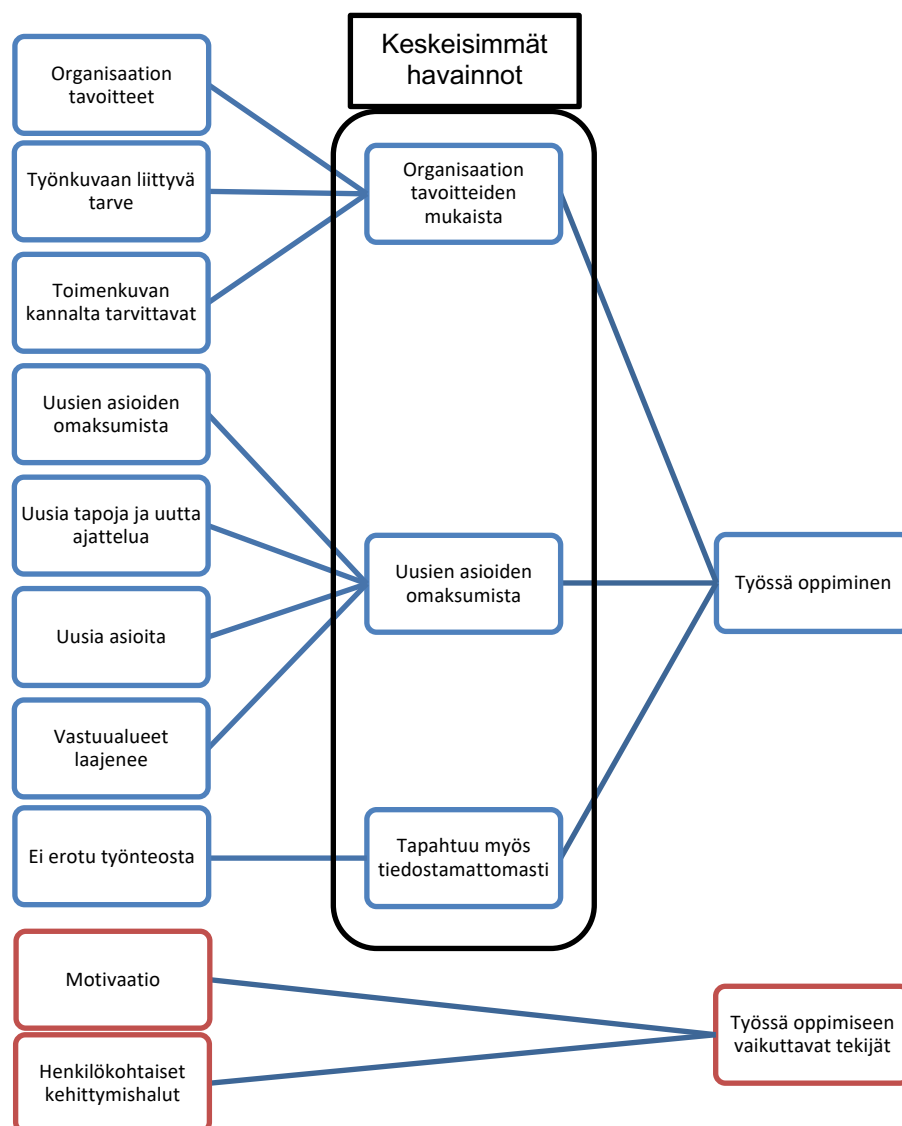 Keskeisimmät
havainnot
Organisaation
tavoitteet
Työnkuvaan liittyvä
tarve
Toimenkuvan
kannalta tarvittavat
Uusien asioiden
omaksumista
Uusia tapoja ja uutta
ajattelua
Uusia asioita
Vastuualueet
laajenee
Ei erotu työnteosta
Motivaatio
Henkilökohtaiset
kehittymishalut
Organisaation
tavoitteiden
mukaista
Uusien asioiden
omaksumista
Tapahtuu myös
tiedostamattomasti
Työssä oppiminen
Työssä oppimiseen
vaikuttavat tekijät